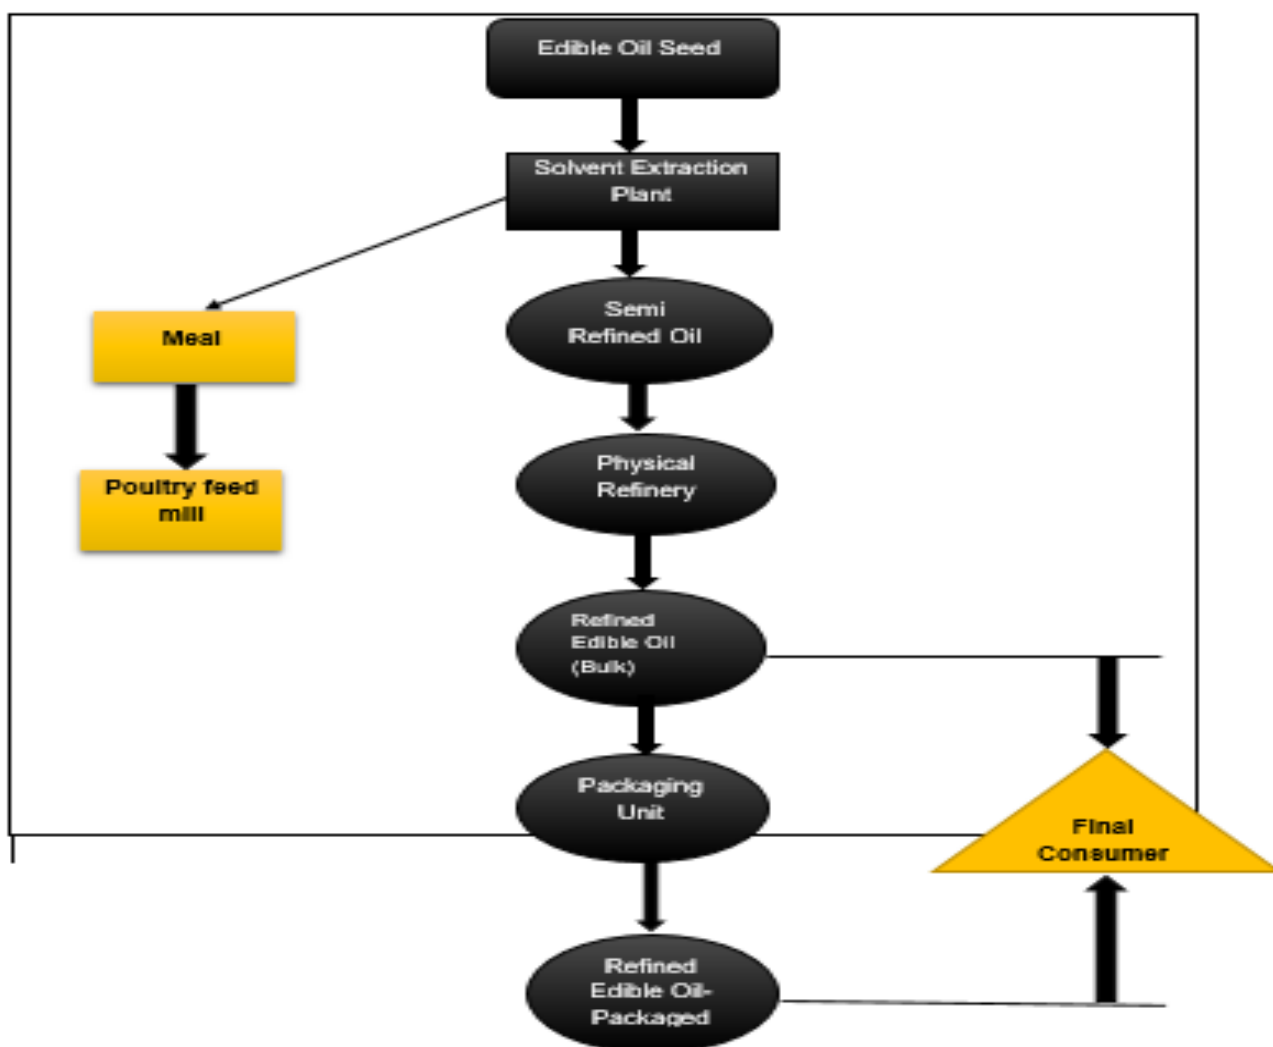 Edible Oil Seed
Solvent Extraction
Plant
Semi
Refined Oil
Meal
Physical
Refinery
Poultry feed
mill
Refined
Edible Oil
(Bulk)
Packaging
Unit
Final
Consumer
Refined
Edible Oil-
Packaged